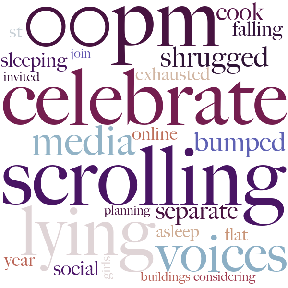 oopm cook
st falling
sleeping join shrugged
invited exhausted
celebrate
media online bumped
scrolling
planning separate
lying asleep flat
year social girls voices
buildings considering